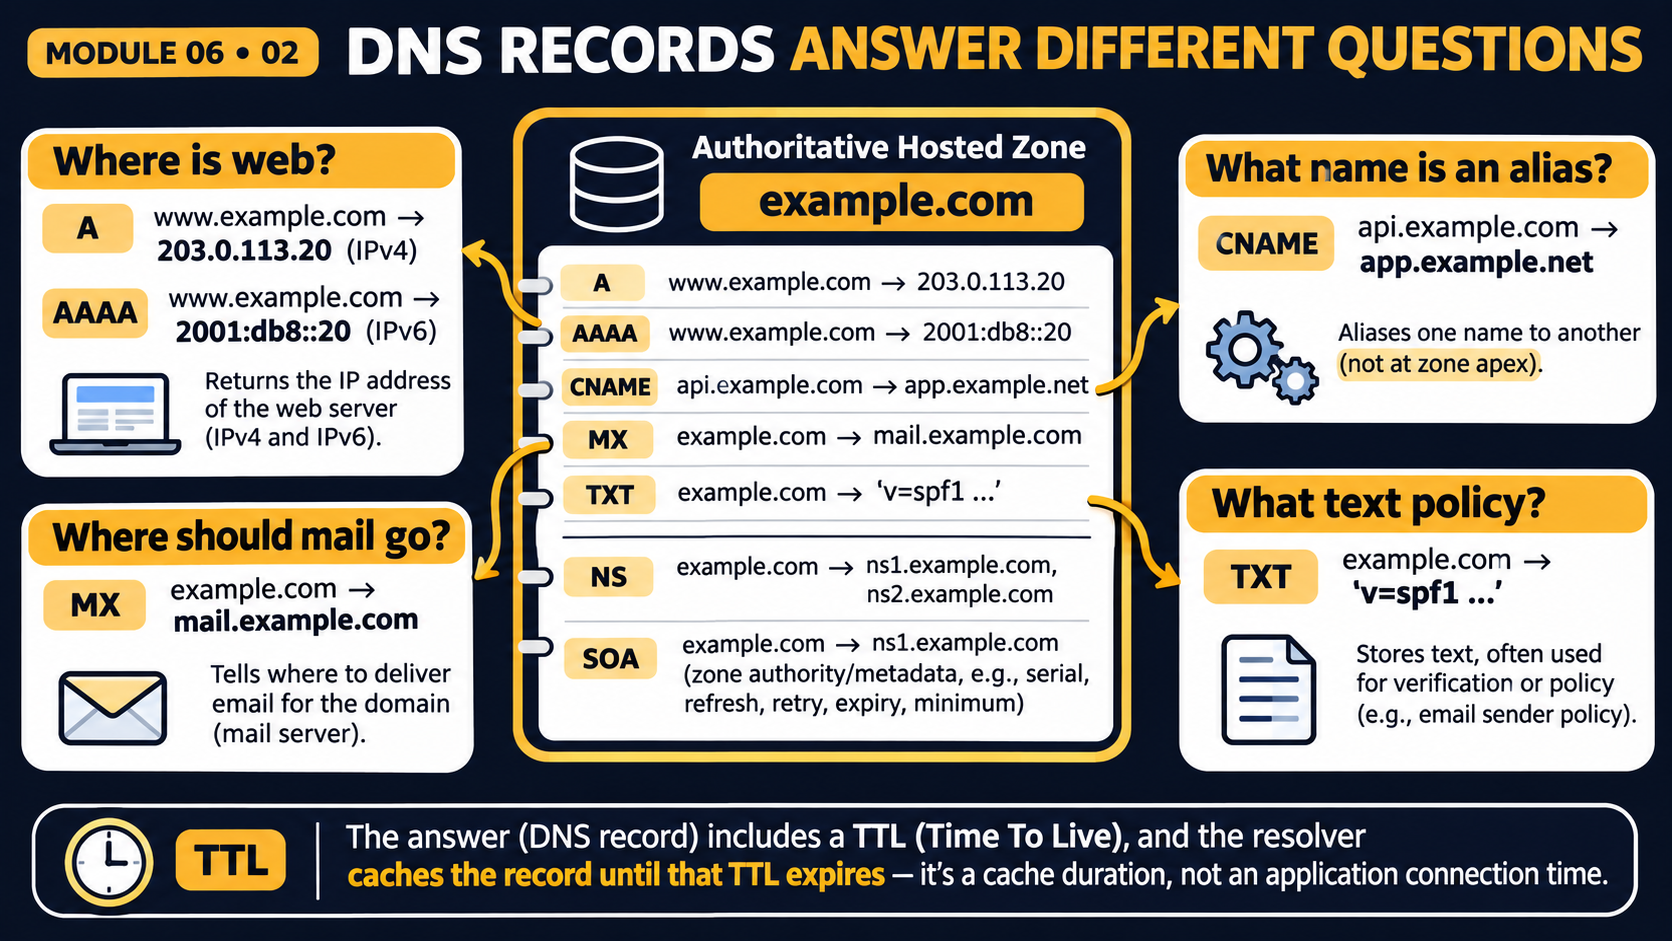 MODULE 06 • 02
DNS RECORDS ANSWER DIFFERENT QUESTIONS
Where is web?
A
www.example.com →
203.0.113.20 (IPv4)
AAAA
www.example.com →
2001:db8::20 (IPv6)
Returns the IP address
of the web server
(IPv4 and IPv6).
Where should mail go?
MX
example.com →
mail.example.com
Tells where to deliver
email for the domain
(mail server).
Authoritative Hosted Zone
example.com
A www.example.com → 203.0.113.20
AAAA www.example.com → 2001:db8::20
CNAME api.example.com → app.example.net
MX example.com → mail.example.com
TXT example.com → ‘v=spf1 ...’
NS example.com → ns1.example.com,
ns2.example.com
SOA example.com → ns1.example.com
(zone authority/metadata, e.g., serial,
refresh, retry, expiry, minimum)
What name is an alias?
CNAME
api.example.com →
app.example.net
Aliases one name to another
(not at zone apex).
What text policy?
TXT
example.com →
‘v=spf1 ...’
Stores text, often used
for verification or policy
(e.g., email sender policy).
TTL
The answer (DNS record) includes a TTL (Time To Live), and the resolver
caches the record until that TTL expires – it’s a cache duration, not an application connection time.